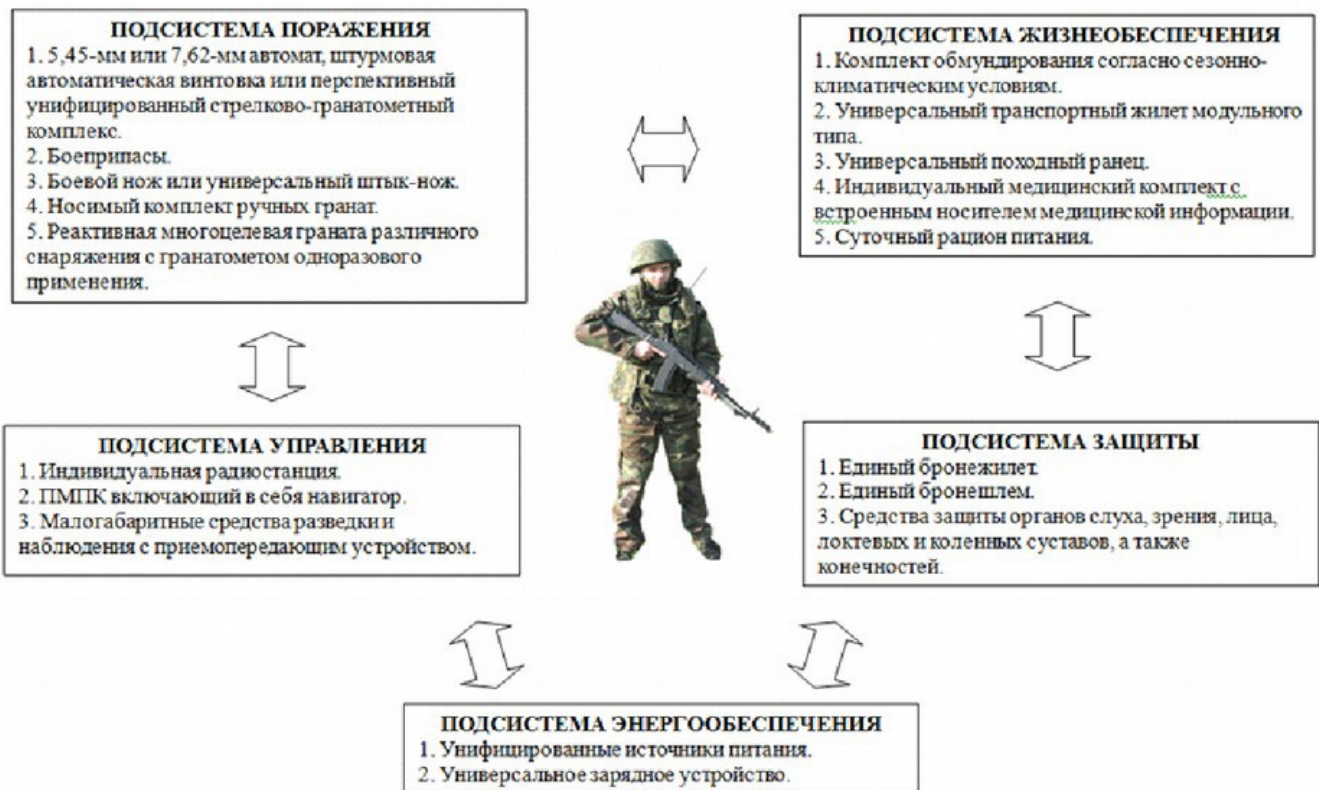 ПОДСИСТЕМА ПОРАЖЕНИЯ
1. 5,45-мм или 7,62-мм автомат, штурмовая
автоматическая винтовка или перспективный
унифицированный стрелково-гранатометный
комплекс.
2. Боеприпасы.
3. Боевой нож или универсальный штык-нож.
4. Носимый комплект ручных гранат.
5. Реактивная многоцелевая граната различного
снаряжения с гранатометом одноразового
применения.
ПОДСИСТЕМА ЖИЗНЕОБЕСПЕЧЕНИЯ
1. Комплект обмундирования согласно сезонно-
климатическим условиям.
2. Универсальный транспортный жилет модульного
типа.
3. Универсальный походный ранец.
4. Индивидуальный медицинский комплект с
встроенным носителем медицинской информации.
5. Суточный рацион питания.
ПОДСИСТЕМА УПРАВЛЕНИЯ
1. Индивидуальная радиостанция.
2. ПМПК включающий в себя навигатор.
3. Малогабаритные средства разведки и
наблюдения с приемопередающим устройством.
ПОДСИСТЕМА ЗАЩИТЫ
1. Единый бронежилет.
2. Единый бронешлем.
3. Средства защиты органов слуха, зрения, лица,
локтевых и коленных суставов, а также
конечностей.
ПОДСИСТЕМА ЭНЕРГООБЕСПЕЧЕНИЯ
1. Унифицированные источники питания.
2. Универсальное зарядное устройство.